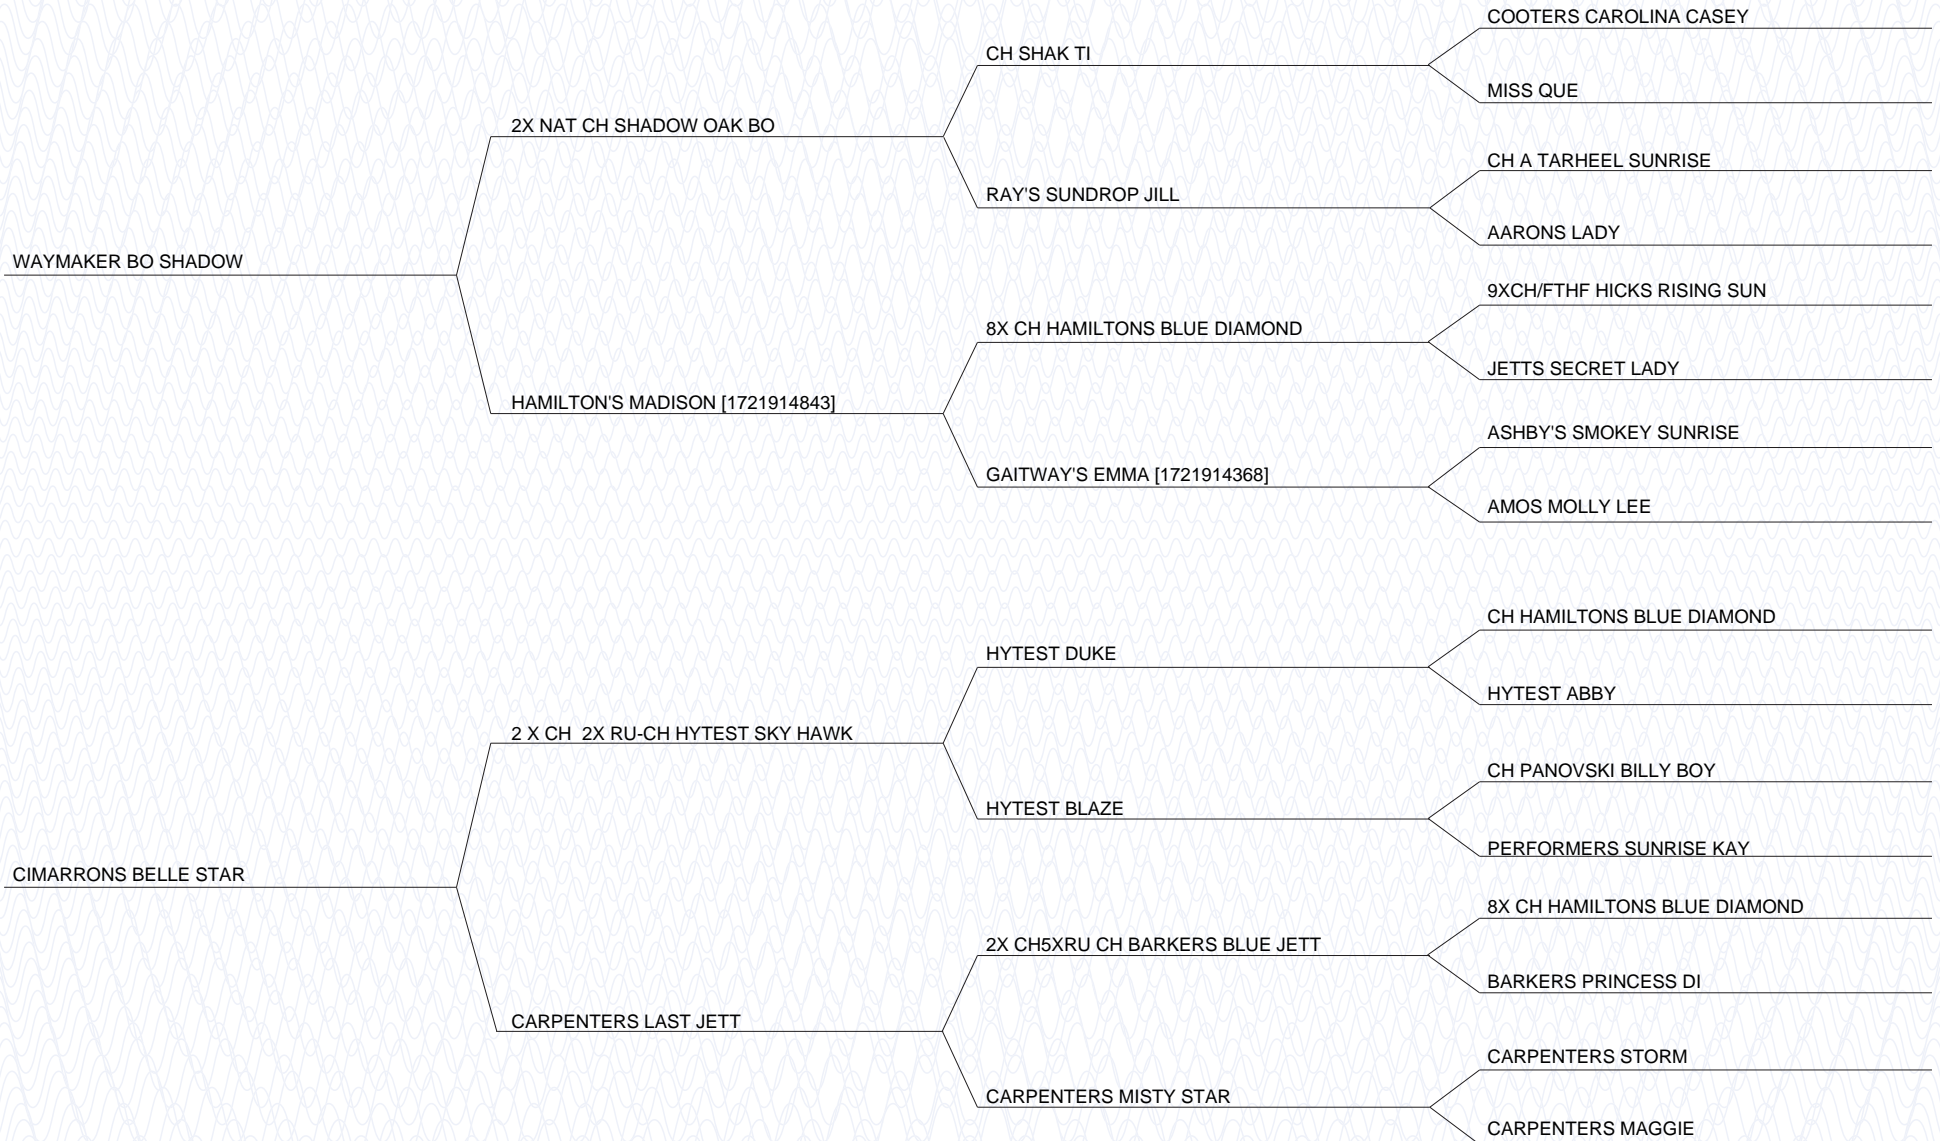 COOTERS CAROLINA CASEY
CH SHAK TI
MISS QUE
2X NAT CH SHADOW OAK BO
CH A TARHEEL SUNRISE
RAY'S SUNDROP JILL
AARONS LADY
WAYMAKER BO SHADOW
9XCH/FTHF HICKS RISING SUN
8X CH HAMILTONS BLUE DIAMOND
JETTS SECRET LADY
HAMILTON'S MADISON [1721914843]
ASHBY'S SMOKEY SUNRISE
GAITWAY'S EMMA [1721914368]
AMOS MOLLY LEE
CH HAMILTONS BLUE DIAMOND
HYTEST DUKE
HYTEST ABBY
2 X CH  2X RU-CH HYTEST SKY HAWK
CH PANOVSKI BILLY BOY
HYTEST BLAZE
PERFORMERS SUNRISE KAY
CIMARRONS BELLE STAR
8X CH HAMILTONS BLUE DIAMOND
2X CH5XRU CH BARKERS BLUE JETT
BARKERS PRINCESS DI
CARPENTERS LAST JETT
CARPENTERS STORM
CARPENTERS MISTY STAR
CARPENTERS MAGGIE